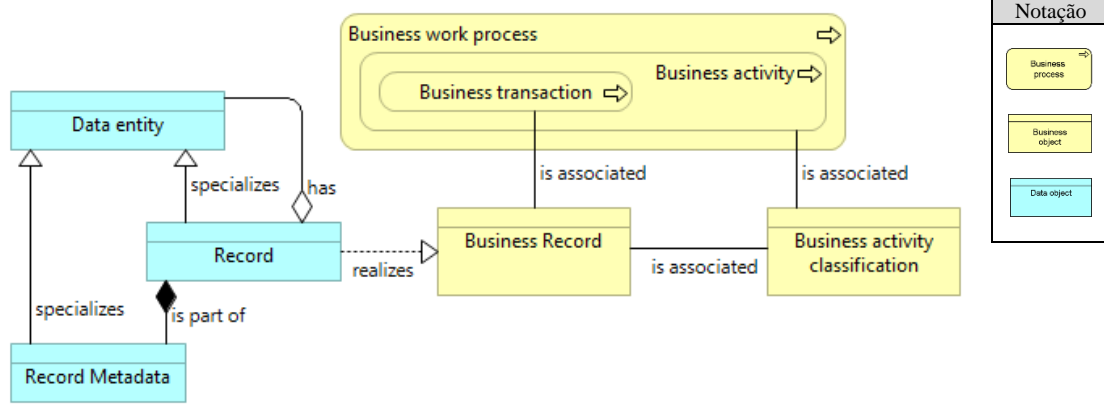 Notação
Business work process
Business activity
Business transaction
Data entity
specializes
has
is associated
is associated
Record
realizes
Business Record
is associated
Business activity
classification
specializes
is part of
Record Metadata
Business
process
Business
object
Data object